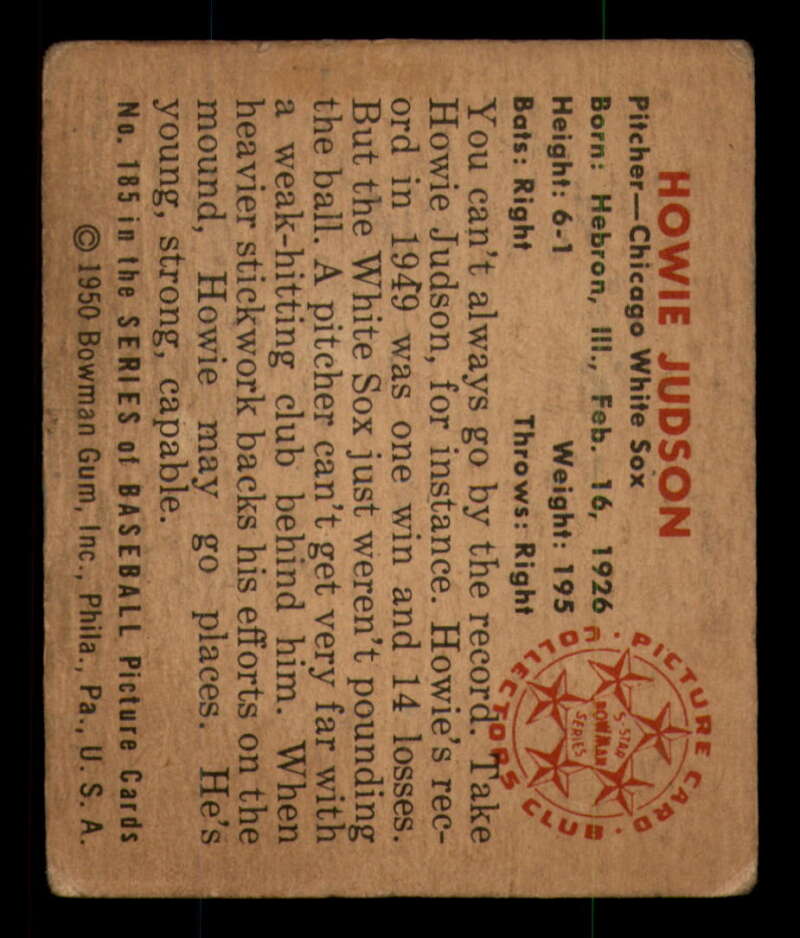 HOWIE JUDSON
Pitcher—Chicago White Sox
Born: Hebron, Ill., Feb. 16, 1926
Height: 6-1 Weight: 195
Bats: Right Throws: Right
PICTURE CARD COLLECTORS CLUB
5-STAR
BOWMAN
SERIES
You can't always go by the record. Take
Howie Judson, for instance. Howie's rec-
ord in 1949 was one win and 14 losses.
But the White Sox just weren't pounding
the ball. A pitcher can't get very far with
a weak-hitting club behind him. When
heavier stickwork backs his efforts on the
mound, Howie may go places. He's
young, strong, capable.
No. 185 in the SERIES of BASEBALL Picture Cards
© 1950 Bowman Gum, Inc., Phila., Pa., U. S. A.